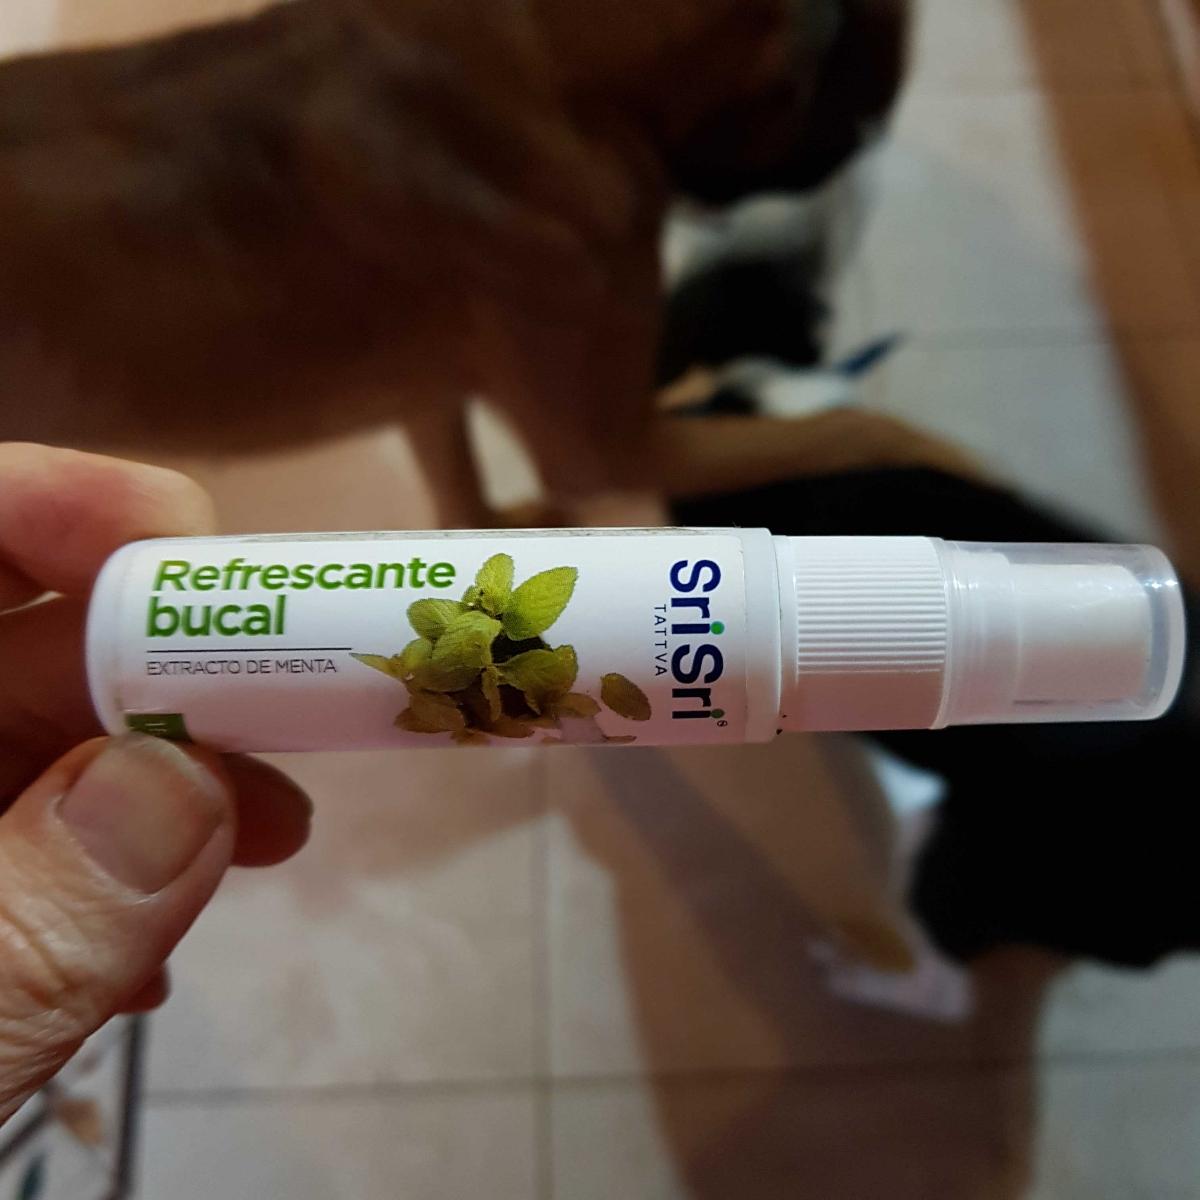 Refrescante
bucal
EXTRACTO DE MENTA
SriSri®
TATTVA